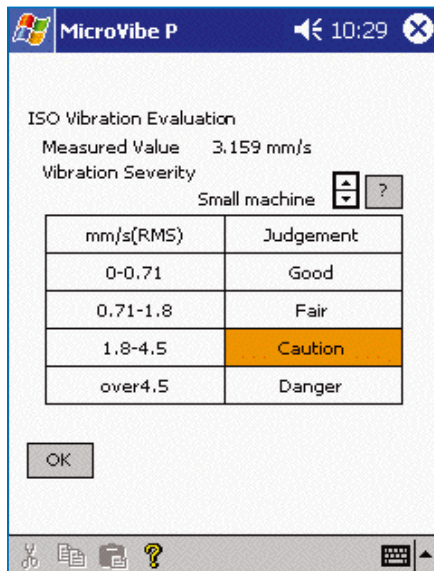 MicroVibe P 10:29
ISO Vibration Evaluation
Measured Value 3.159 mm/s
Vibration Severity
Small machine ?
mm/s(RMS) Judgement
0-0.71 Good
0.71-1.8 Fair
1.8-4.5 Caution
over4.5 Danger
OK